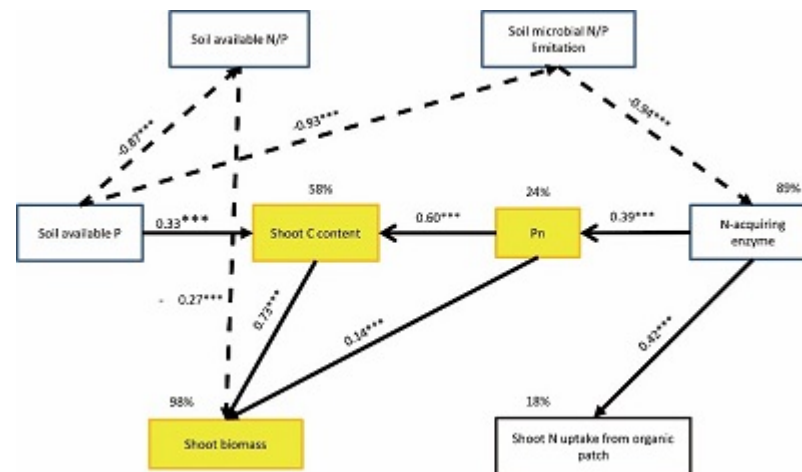 Soil available N/P
Soil microbial N/P
limitation
-0.87***
-0.93***
-0.94***
58%
24%
89%
Soil available P
0.33***
Shoot C content
0.60***
Pn
0.39***
N-acquiring
enzyme
- 0.27***
0.73***
0.14***
0.42***
98%
18%
Shoot biomass
Shoot N uptake from organic
patch